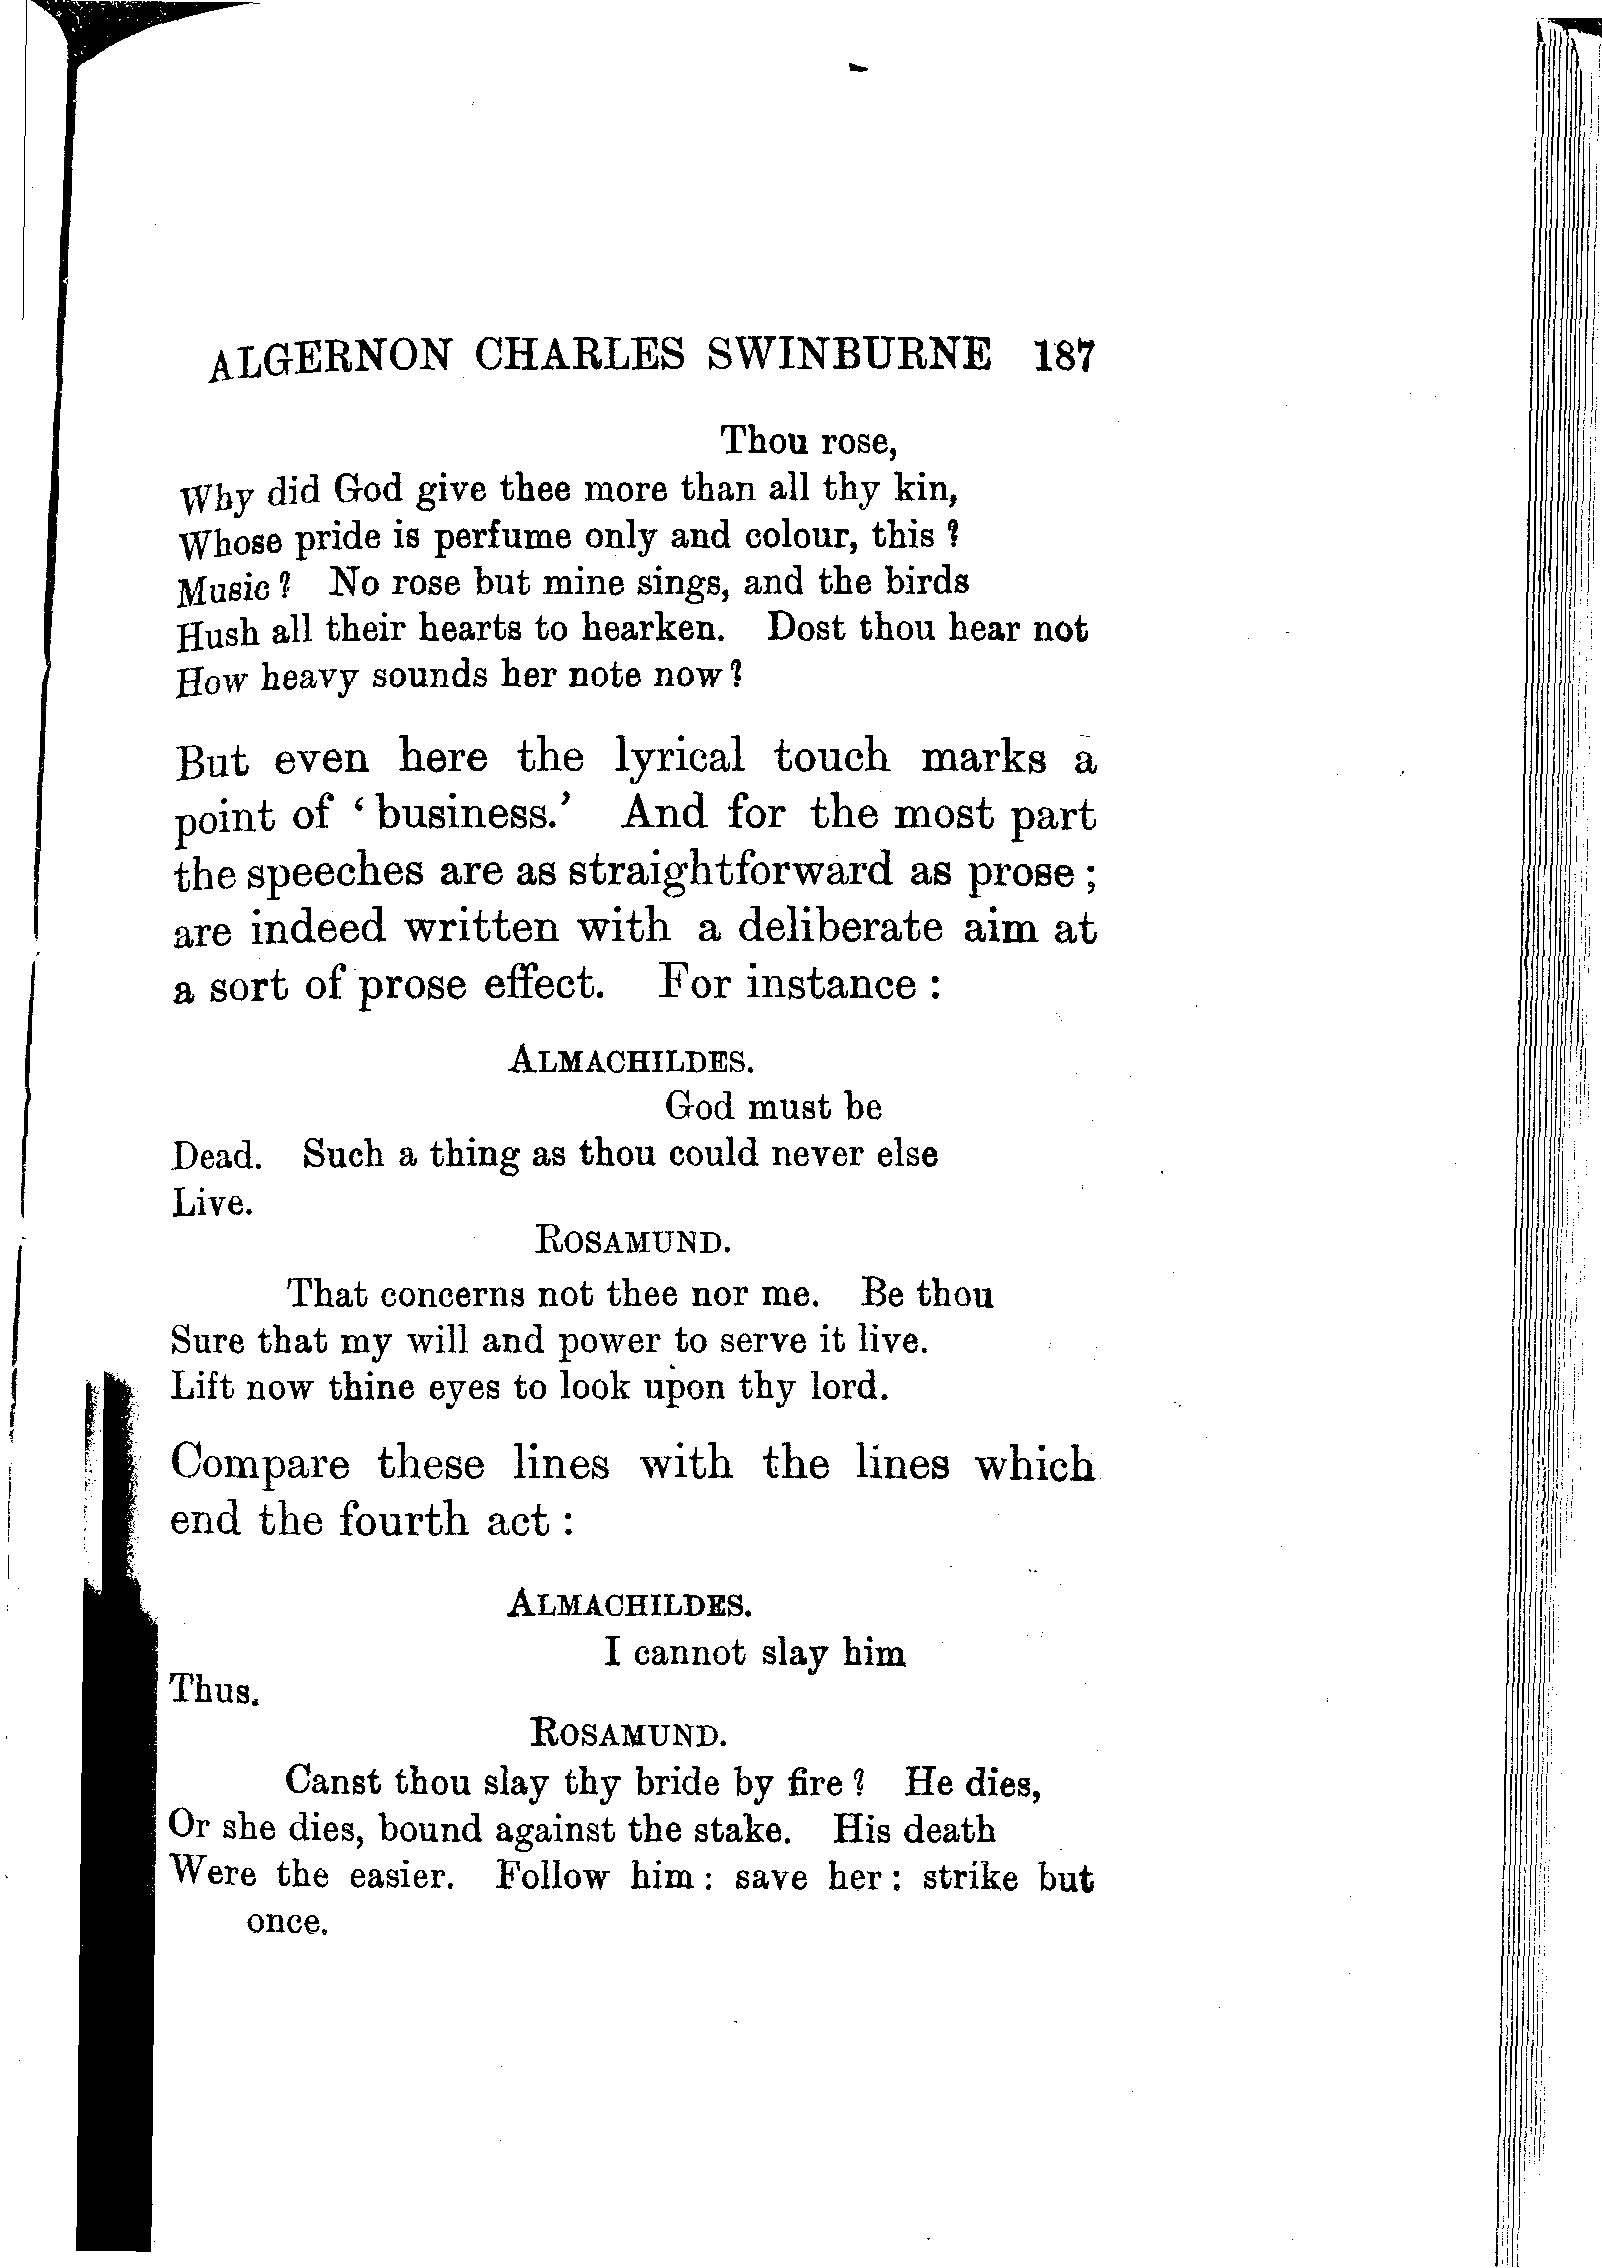 ALGERNON CHARLES SWINBURNE 187
Thou rose,
Why did God give thee more than all thy kin,
Whose pride is perfume only and colour, this ?
Music ? No rose but mine sings, and the birds
Hush all their hearts to hearken. Dost thou hear not
How heavy sounds her note now ?
But even here the lyrical touch marks a
point of ‘ business.’ And for the most part
the speeches are as straightforward as prose ;
are indeed written with a deliberate aim at
a sort of prose effect. For instance :
ALMACHILDES.
God must be
Dead. Such a thing as thou could never else
Live.
ROSAMUND.
That concerns not thee nor me. Be thou
Sure that my will and power to serve it live.
Lift now thine eyes to look upon thy lord.
Compare these lines with the lines which
end the fourth act :
ALMACHILDES.
I cannot slay him
Thus.
ROSAMUND.
Canst thou slay thy bride by fire ? He dies,
Or she dies, bound against the stake. His death
Were the easier. Follow him : save her : strike but
once.